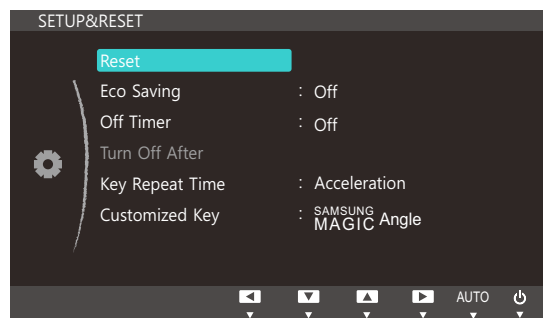 SETUP&RESET
Reset
Eco Saving : Off
Off Timer : Off
Turn Off After
Key Repeat Time : Acceleration
Customized Key : SAMSUNG MAGIC Angle
AUTO